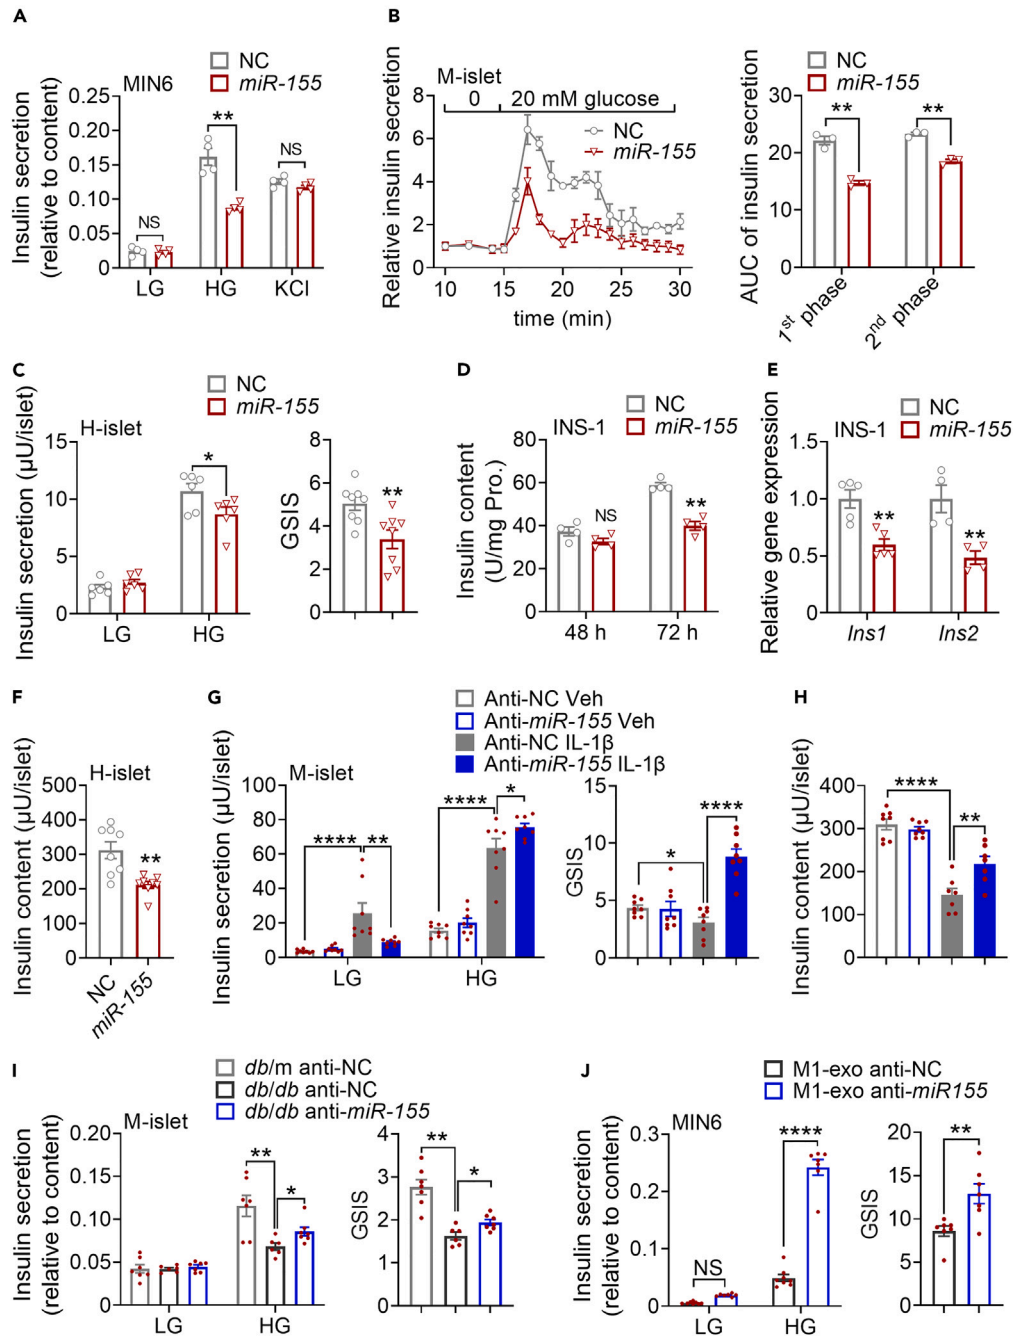 A
NC
miR-155
MIN6
Insulin secretion
(relative to content)
0.25
0.20
0.15
0.10
0.05
0
NS
**
NS
LG
HG
KCl
B
M-islet
0
20 mM glucose
NC
miR-155
Relative insulin secretion
8
6
4
2
0
10
15
20
25
30
time (min)
NC
miR-155
AUC of insulin secretion
30
20
10
0
**
**
1st phase
2nd phase
C
NC
miR-155
H-islet
Insulin secretion (μU/islet)
15
10
5
0
*
LG
HG
GSIS
8
6
4
2
0
**
D
NC
miR-155
INS-1
Insulin content
(U/mg Pro.)
80
60
40
20
0
NS
**
48 h
72 h
E
NC
miR-155
INS-1
Relative gene expression
1.5
1.0
0.5
0
**
**
Ins1
Ins2
F
H-islet
Insulin content (μU/islet)
500
400
300
200
100
0
**
NC
miR-155
G
Anti-NC Veh
Anti-miR-155 Veh
Anti-NC IL-1β
Anti-miR-155 IL-1β
M-islet
Insulin secretion (μU/islet)
100
80
60
40
20
0
**** **
**** *
LG
HG
GSIS
15
10
5
0
*
****
H
Insulin content (μU/islet)
400
300
200
100
0
****
**
I
db/m anti-NC
db/db anti-NC
db/db anti-miR-155
M-islet
Insulin secretion
(relative to content)
0.20
0.15
0.10
0.05
0
**
*
LG
HG
GSIS
4
3
2
1
0
**
*
J
M1-exo anti-NC
M1-exo anti-miR155
MIN6
Insulin secretion
(relative to content)
0.3
0.2
0.1
0
NS
****
LG
HG
GSIS
20
15
10
5
0
**